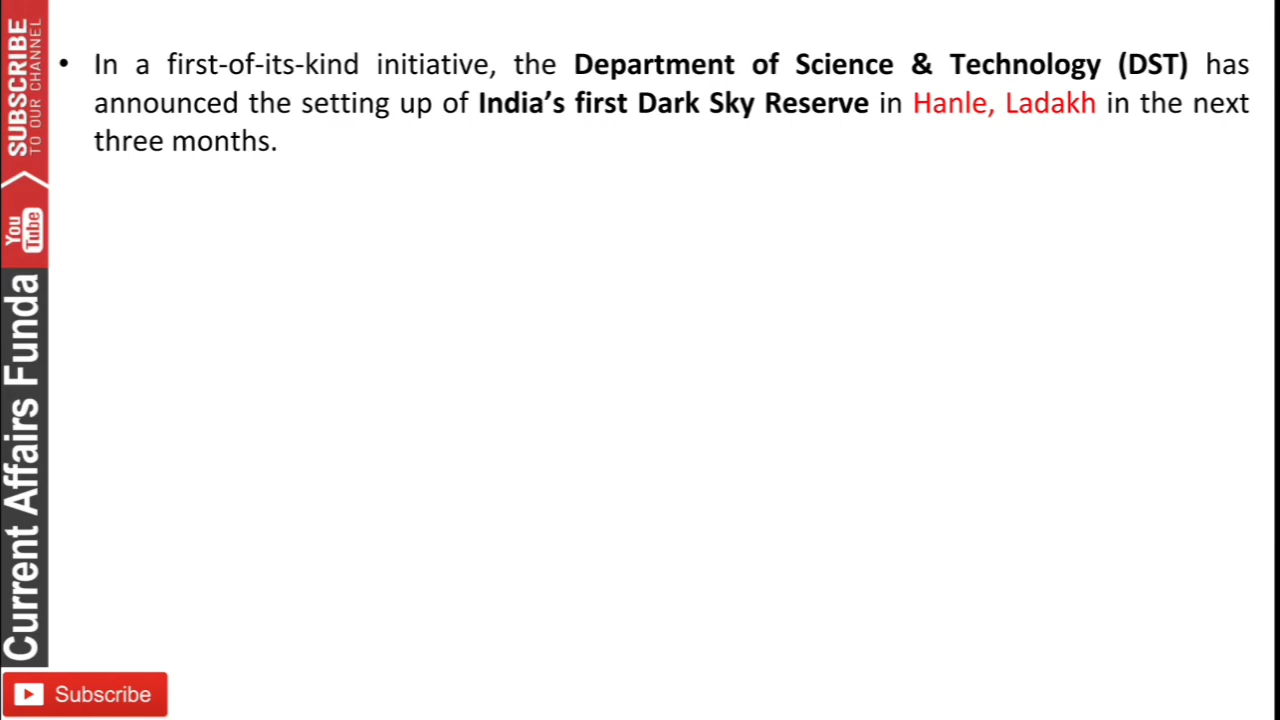 • In a first-of-its-kind initiative, the Department of Science & Technology (DST) has
announced the setting up of India’s first Dark Sky Reserve in Hanle, Ladakh in the next
three months.
SUBSCRIBE
TO OUR CHANNEL
You
Tube
Current Affairs Funda
Subscribe